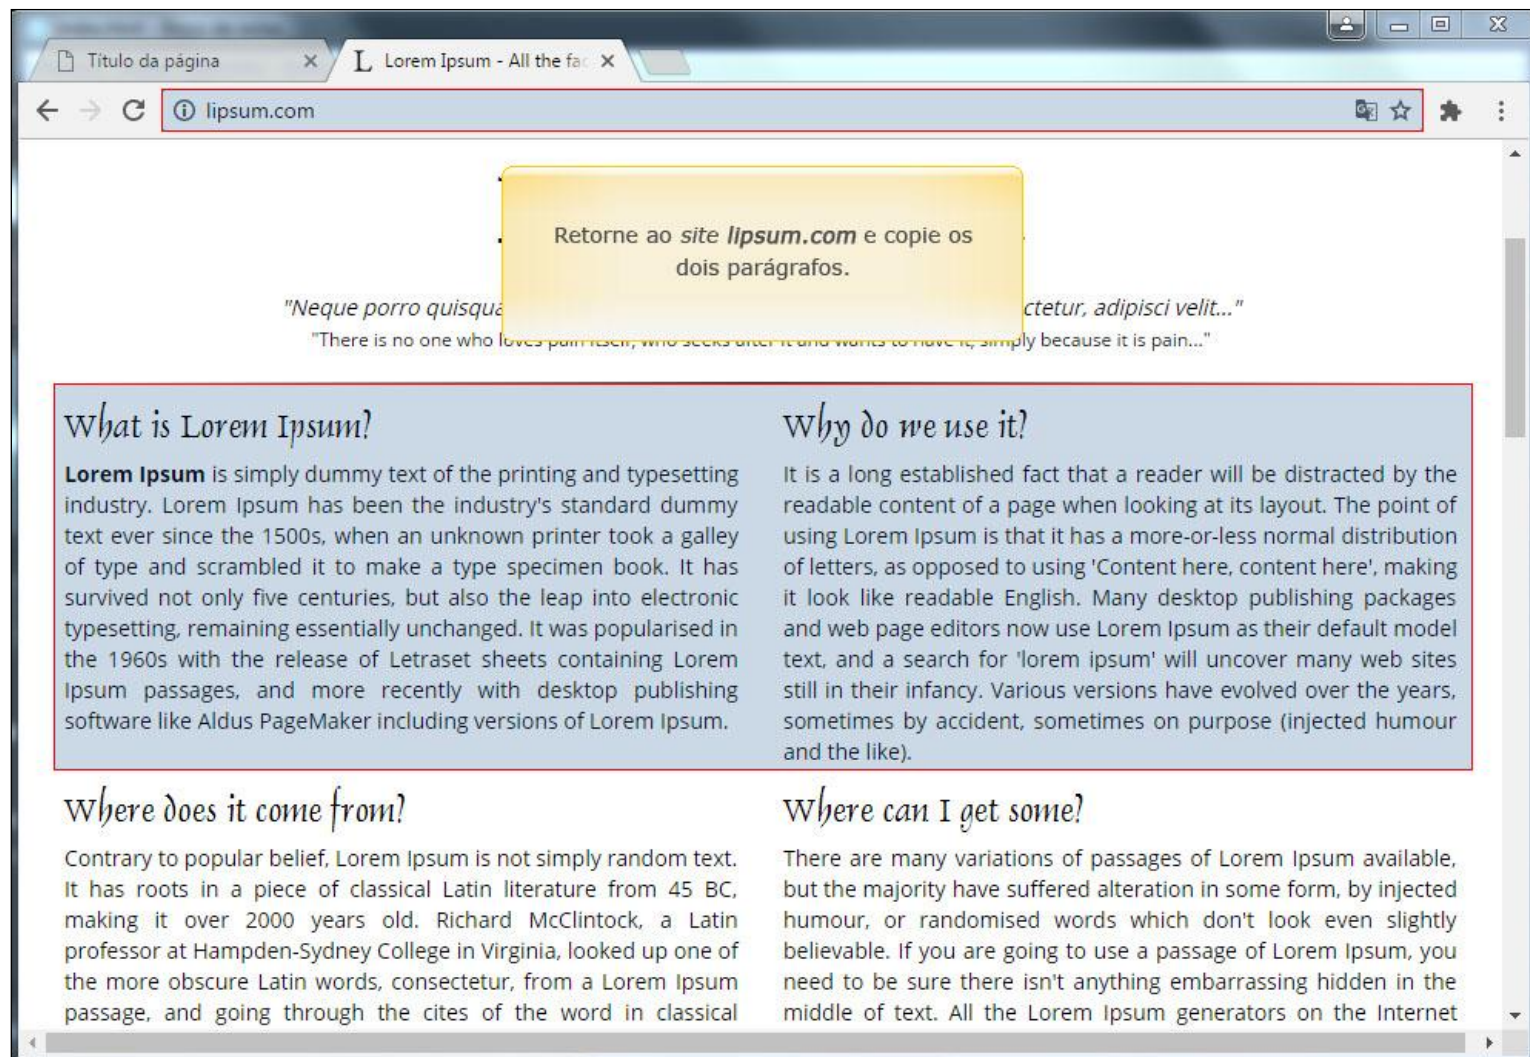 Título da página
Lorem Ipsum - All the fac
lipsum.com
Retorne ao site lipsum.com e copie os
dois parágrafos.
"Neque porro quisqua ctetur, adipisci velit..."
"There is no one who loves pain itself, who seeks after it and wants to have it, simply because it is pain..."
What is Lorem Ipsum?
Lorem Ipsum is simply dummy text of the printing and typesetting
industry. Lorem Ipsum has been the industry's standard dummy
text ever since the 1500s, when an unknown printer took a galley
of type and scrambled it to make a type specimen book. It has
survived not only five centuries, but also the leap into electronic
typesetting, remaining essentially unchanged. It was popularised in
the 1960s with the release of Letraset sheets containing Lorem
Ipsum passages, and more recently with desktop publishing
software like Aldus PageMaker including versions of Lorem Ipsum.
Why do we use it?
It is a long established fact that a reader will be distracted by the
readable content of a page when looking at its layout. The point of
using Lorem Ipsum is that it has a more-or-less normal distribution
of letters, as opposed to using 'Content here, content here', making
it look like readable English. Many desktop publishing packages
and web page editors now use Lorem Ipsum as their default model
text, and a search for 'lorem ipsum' will uncover many web sites
still in their infancy. Various versions have evolved over the years,
sometimes by accident, sometimes on purpose (injected humour
and the like).
Where does it come from?
Contrary to popular belief, Lorem Ipsum is not simply random text.
It has roots in a piece of classical Latin literature from 45 BC,
making it over 2000 years old. Richard McClintock, a Latin
professor at Hampden-Sydney College in Virginia, looked up one of
the more obscure Latin words, consectetur, from a Lorem Ipsum
passage, and going through the cites of the word in classical
Where can I get some?
There are many variations of passages of Lorem Ipsum available,
but the majority have suffered alteration in some form, by injected
humour, or randomised words which don't look even slightly
believable. If you are going to use a passage of Lorem Ipsum, you
need to be sure there isn't anything embarrassing hidden in the
middle of text. All the Lorem Ipsum generators on the Internet